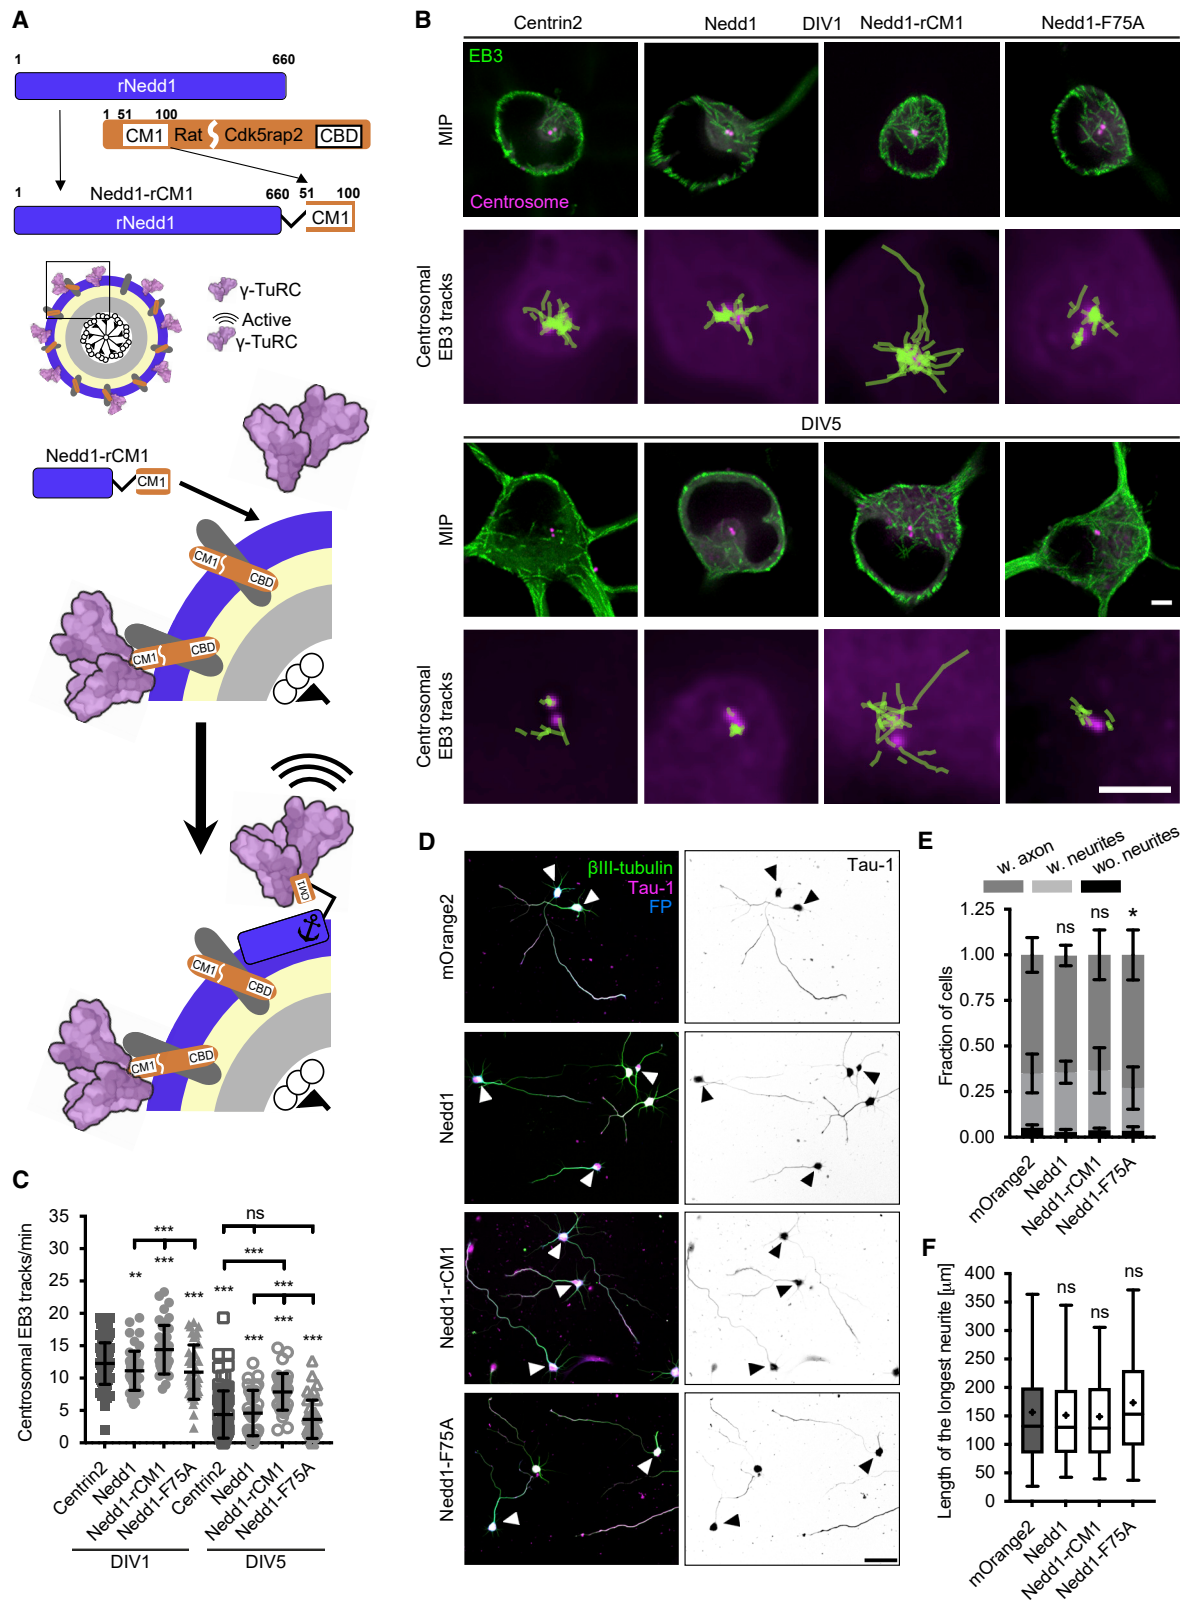 A
1 660
rNedd1
1 51 100
CM1 Rat Cdk5rap2 CBD
Nedd1-rCM1
1 660 51 100
rNedd1 CM1
γ-TuRC
Active
γ-TuRC
Nedd1-rCM1
CM1
CM1 CBD
CM1 CBD
CM1
CM1 CBD
CM1 CBD
B
Centrin2 Nedd1 DIV1 Nedd1-rCM1 Nedd1-F75A
EB3
MIP
Centrosome
Centrosomal
EB3 tracks
DIV5
MIP
Centrosomal
EB3 tracks
C
Centrosomal EB3 tracks/min
35
30
25
20
15
10
5
0
ns
***
***
***
***
**
***
***
***
***
***
***
Centrin2
Nedd1
Nedd1-rCM1
Nedd1-F75A
Centrin2
Nedd1
Nedd1-rCM1
Nedd1-F75A
DIV1 DIV5
D
βIII-tubulin
Tau-1
FP
Tau-1
mOrange2
Nedd1
Nedd1-rCM1
Nedd1-F75A
E
w. axon
w. neurites
wo. neurites
Fraction of cells
1.25
1.00
0.75
0.50
0.25
0.00
ns ns *
mOrange2
Nedd1
Nedd1-rCM1
Nedd1-F75A
F
Length of the longest neurite [µm]
400
350
300
250
200
150
100
50
0
ns ns ns
mOrange2
Nedd1
Nedd1-rCM1
Nedd1-F75A